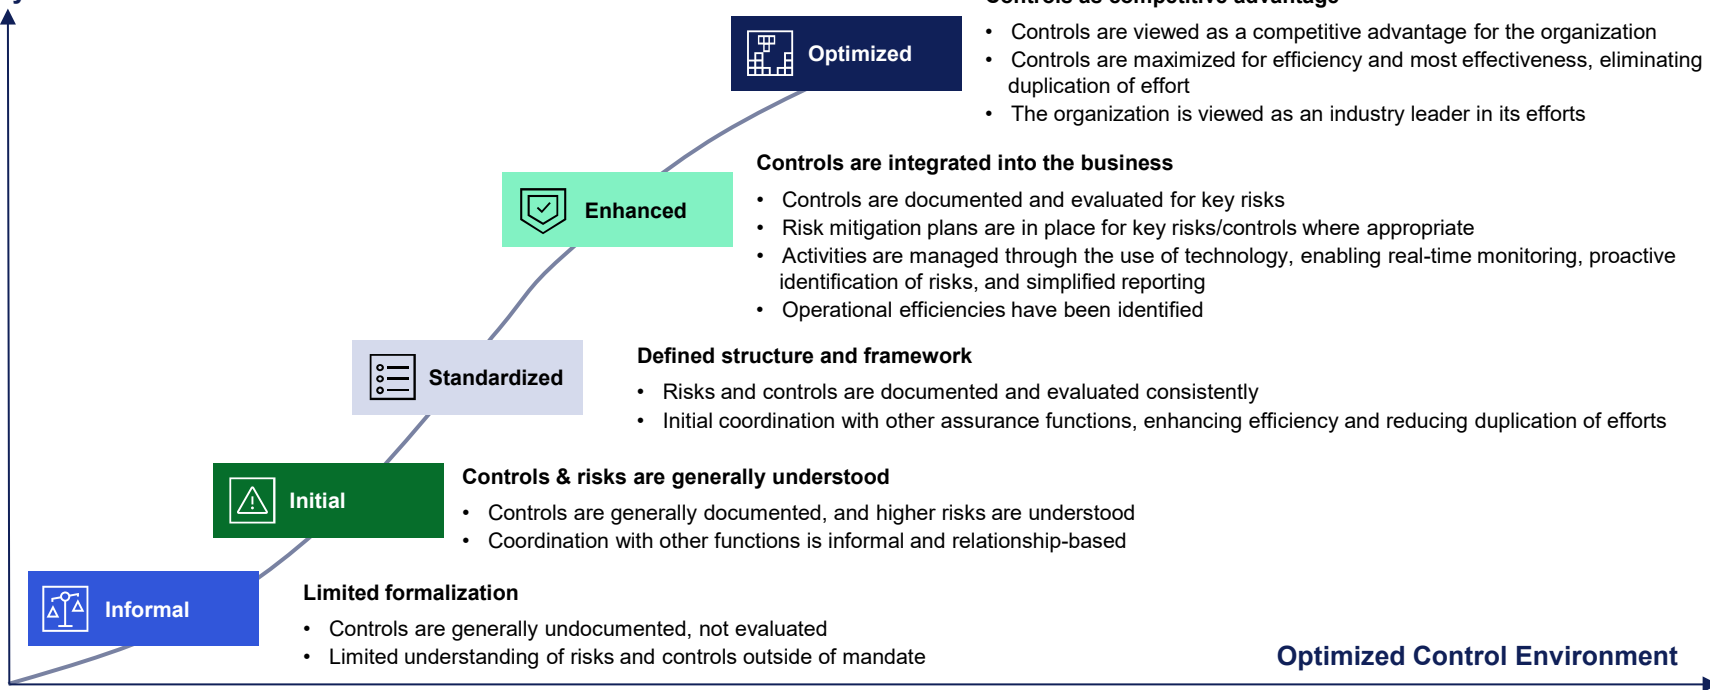 Controls as competitive advantage
Optimized
• Controls are viewed as a competitive advantage for the organization
• Controls are maximized for efficiency and most effectiveness, eliminating
duplication of effort
• The organization is viewed as an industry leader in its efforts
Controls are integrated into the business
Enhanced
• Controls are documented and evaluated for key risks
• Risk mitigation plans are in place for key risks/controls where appropriate
• Activities are managed through the use of technology, enabling real-time monitoring, proactive
identification of risks, and simplified reporting
• Operational efficiencies have been identified
Standardized
Defined structure and framework
• Risks and controls are documented and evaluated consistently
• Initial coordination with other assurance functions, enhancing efficiency and reducing duplication of efforts
Initial
Controls & risks are generally understood
• Controls are generally documented, and higher risks are understood
• Coordination with other functions is informal and relationship-based
Informal
Limited formalization
• Controls are generally undocumented, not evaluated
• Limited understanding of risks and controls outside of mandate
Optimized Control Environment